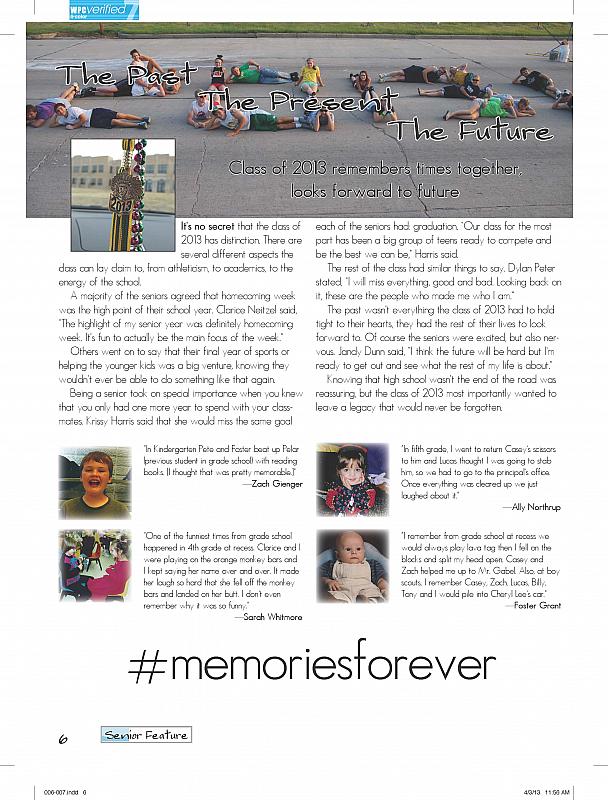 WPC verified
4-color
7
The Past
The Present
The Future
Class of 2013 remembers times together,
looks forward to future
2013
It's no secret that the class of
2013 has distinction. There are
several different aspects the
class can lay claim to, from athleticism, to academics, to the
energy of the school.
A majority of the seniors agreed that homecoming week
was the high point of their school year. Clarice Neitzel said,
"The highlight of my senior year was definitely homecoming
week. It's fun to actually be the main focus of the week."
Others went on to say that their final year of sports or
helping the younger kids was a big venture, knowing they
wouldn't ever be able to do something like that again.
Being a senior took on special importance when you knew
that you only had one more year to spend with your class-
mates. Krissy Harris said that she would miss the same goal
each of the seniors had: graduation. "Our class for the most
part has been a big group of teens ready to compete and
be the best we can be," Harris said.
The rest of the class had similar things to say. Dylan Peter
stated, "I will miss everything, good and bad. Looking back on
it, these are the people who made me who I am."
The past wasn't everything the class of 2013 had to hold
tight to their hearts, they had the rest of their lives to look
forward to. Of course the seniors were excited, but also ner-
vous. Jandy Dunn said, "I think the future will be hard but I'm
ready to get out and see what the rest of my life is about."
Knowing that high school wasn't the end of the road was
reassuring, but the class of 2013 most importantly wanted to
leave a legacy that would never be forgotten.
"In Kindergarten Pete and Foster beat up Pelar
(previous student in grade school) with reading
books. (I thought that was pretty memorable.)"
—Zach Gienger
"In fifth grade, I went to return Casey's scissors
to him and Lucas thought I was going to stab
him, so we had to go to the principal's office.
Once everything was cleared up we just
laughed about it."
—Ally Northrup
"One of the funniest times from grade school
happened in 4th grade at recess. Clarice and I
were playing on the orange monkey bars and
I kept saying her name over and over. It made
her laugh so hard that she fell off the monkey
bars and landed on her butt. I don't even
remember why it was so funny."
—Sarah Whitmore
"I remember from grade school at recess we
would always play lava tag then I fell on the
blocks and split my head open. Casey and
Zach helped me up to Mr. Gabel. Also, at boy
scouts, I remember Casey, Zach, Lucas, Billy,
Tony and I would pile into Cheryl Lee's car."
—Foster Grant
#memoriesforever
6
Senior Feature
006-007.indd 6
4/3/13 11:56 AM